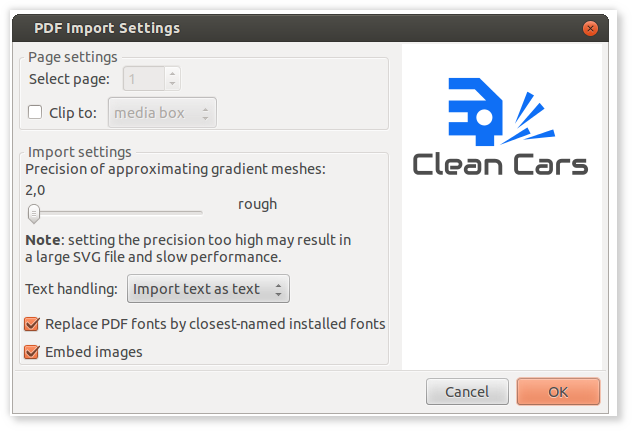 PDF Import Settings
Page settings
Select page: 1
Clip to: media box
Import settings
Precision of approximating gradient meshes:
2,0
rough
Note: setting the precision too high may result in
a large SVG file and slow performance.
Text handling: Import text as text
Replace PDF fonts by closest-named installed fonts
Embed images
Clean Cars
Cancel OK